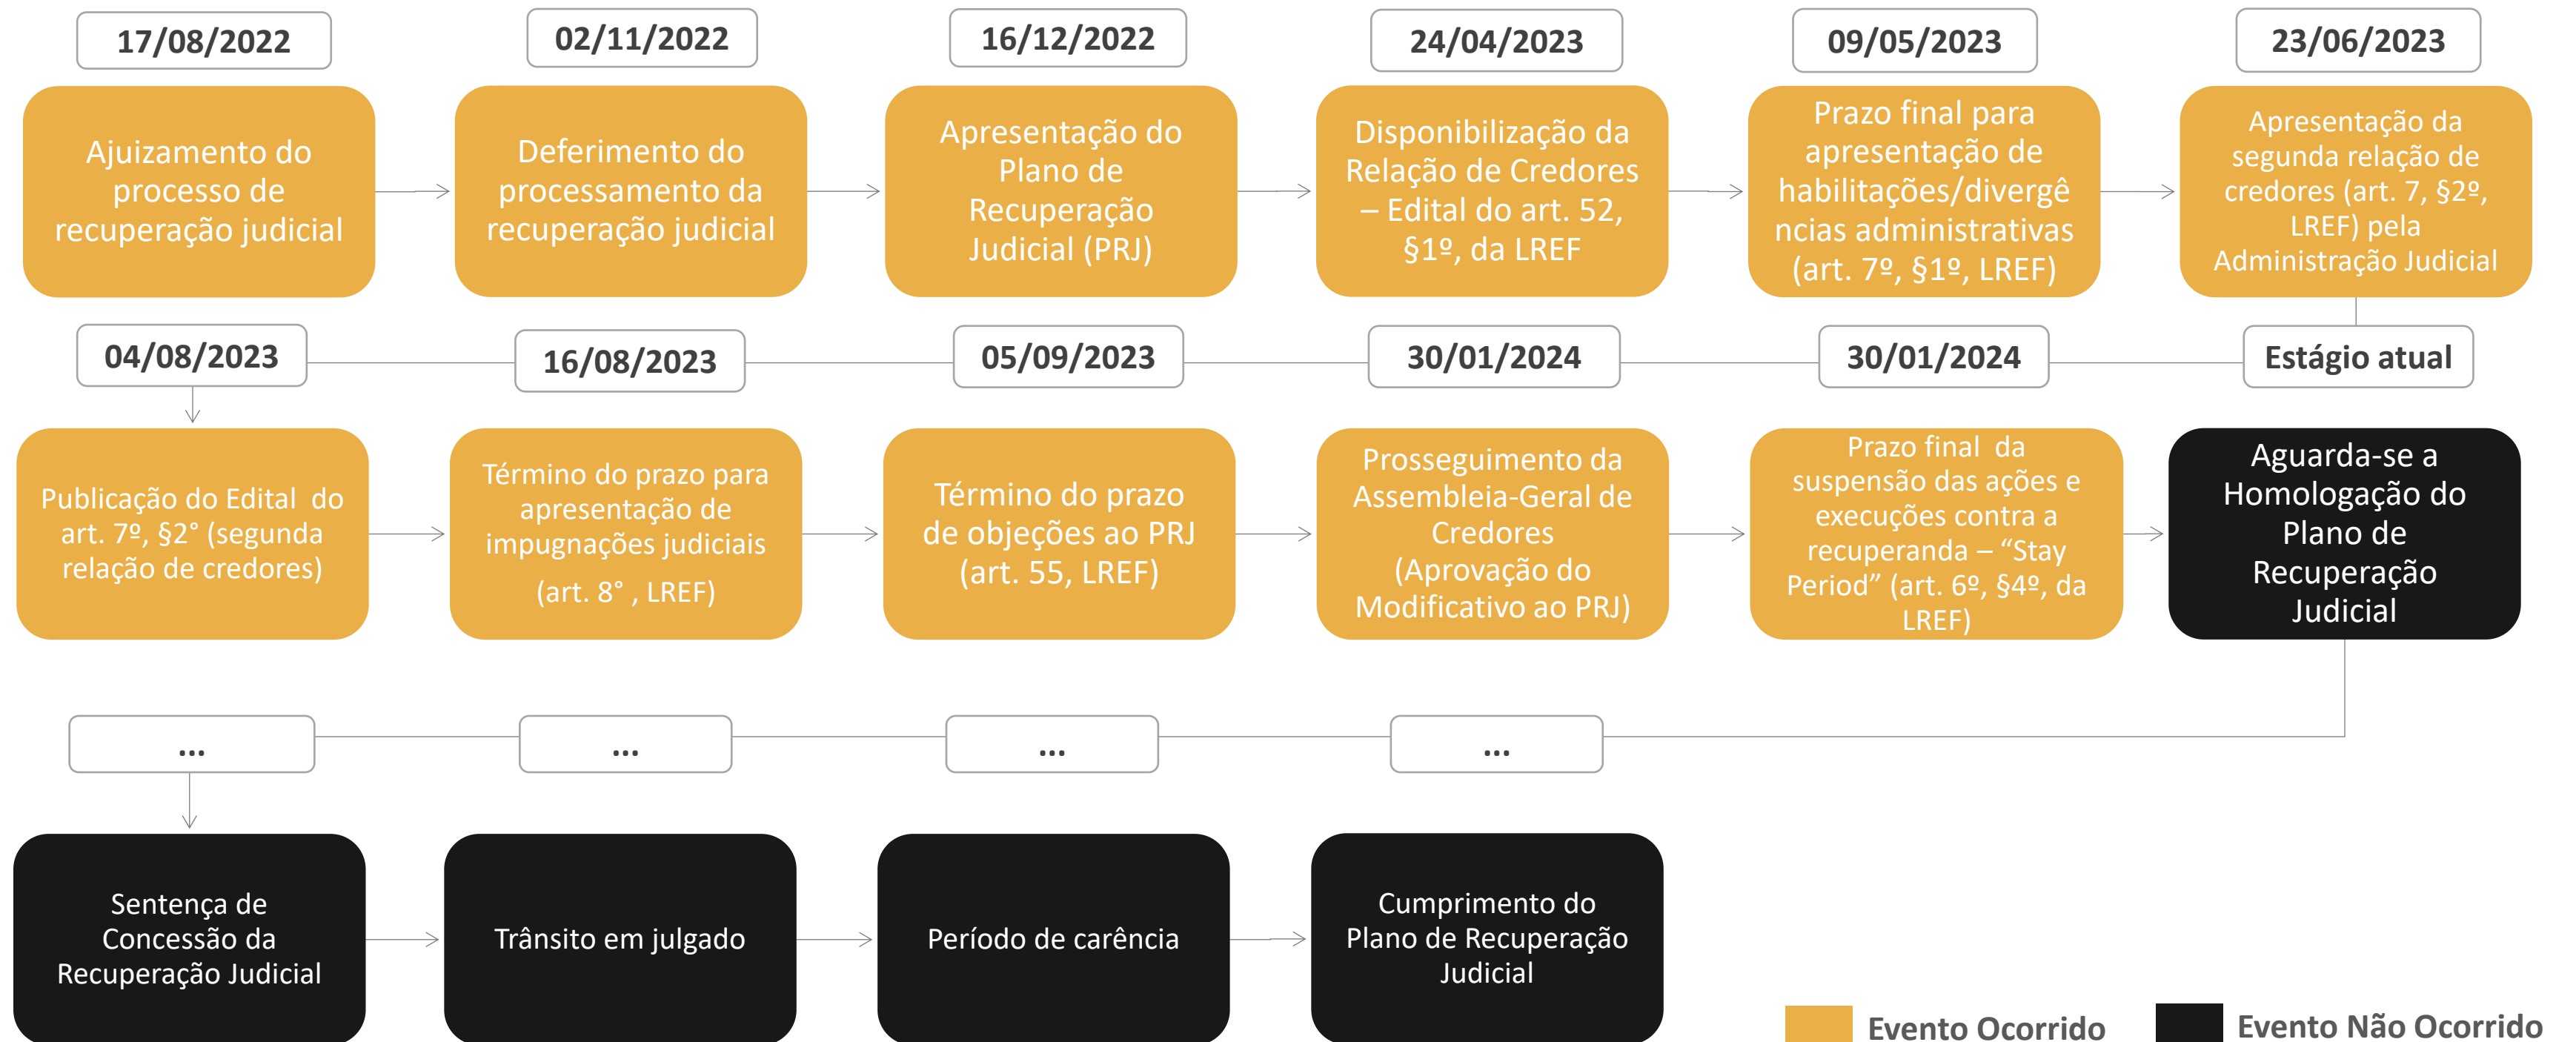 17/08/2022
02/11/2022
16/12/2022
24/04/2023
09/05/2023
23/06/2023
Ajuizamento do
processo de
recuperação judicial
Deferimento do
processamento da
recuperação judicial
Apresentação do
Plano de
Recuperação
Judicial (PRJ)
Disponibilização da
Relação de Credores
– Edital do art. 52,
§1º, da LREF
Prazo final para
apresentação de
habilitações/divergê
ncias administrativas
(art. 7º, §1º, LREF)
Apresentação da
segunda relação de
credores (art. 7, §2º,
LREF) pela
Administração Judicial
04/08/2023
16/08/2023
05/09/2023
30/01/2024
30/01/2024
Estágio atual
Publicação do Edital  do
art. 7º, §2° (segunda
relação de credores)
Término do prazo para
apresentação de
impugnações judiciais
(art. 8° , LREF)
Término do prazo
de objeções ao PRJ
(art. 55, LREF)
Prosseguimento da
Assembleia-Geral de
Credores
(Aprovação do
Modificativo ao PRJ)
Prazo final  da
suspensão das ações e
execuções contra a
recuperanda – “Stay
Period” (art. 6º, §4º, da
LREF)
Aguarda-se a
Homologação do
Plano de
Recuperação
Judicial
...
...
...
...
Sentença de
Concessão da
Recuperação Judicial
Trânsito em julgado
Período de carência
Cumprimento do
Plano de Recuperação
Judicial
Evento Ocorrido
Evento Não Ocorrido